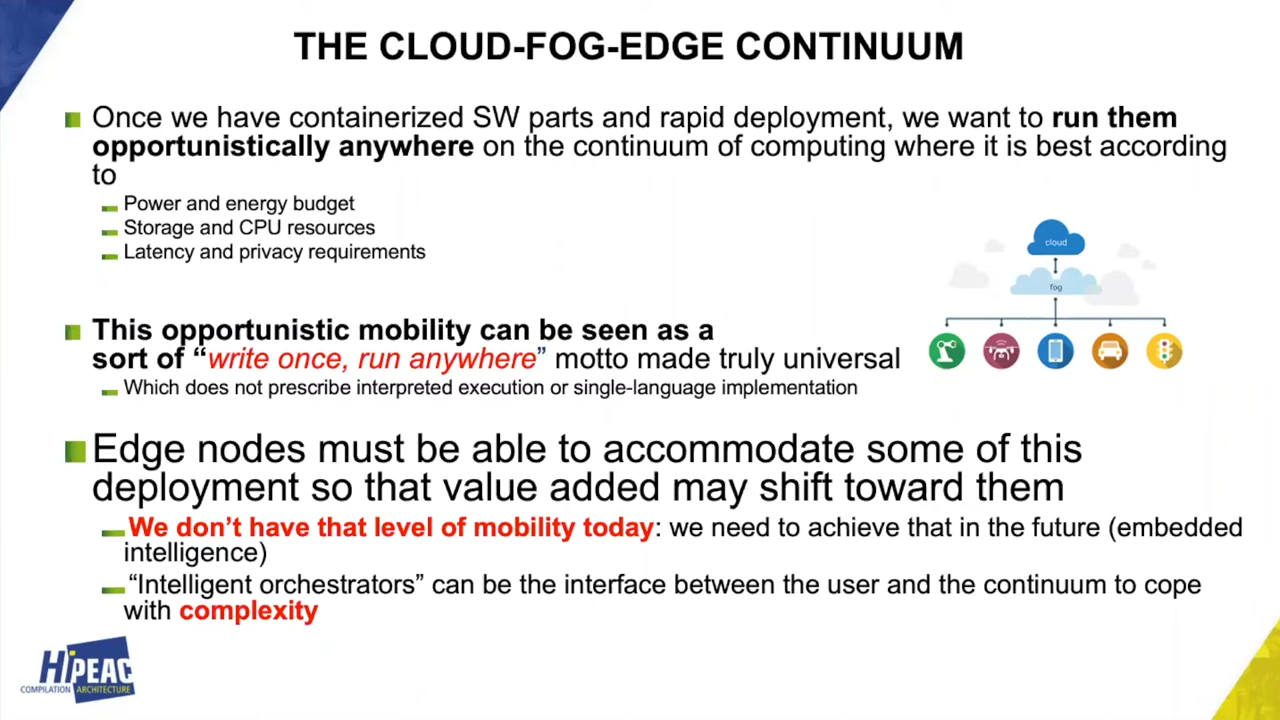 THE CLOUD-FOG-EDGE CONTINUUM
Once we have containerized SW parts and rapid deployment, we want to run them
opportunistically anywhere on the continuum of computing where it is best according
to
Power and energy budget
Storage and CPU resources
Latency and privacy requirements
cloud
fog
This opportunistic mobility can be seen as a
sort of “write once, run anywhere” motto made truly universal
Which does not prescribe interpreted execution or single-language implementation
Edge nodes must be able to accommodate some of this
deployment so that value added may shift toward them
We don’t have that level of mobility today: we need to achieve that in the future (embedded
intelligence)
“Intelligent orchestrators” can be the interface between the user and the continuum to cope
with complexity
HiPEAC
COMPILATION ARCHITECTURE